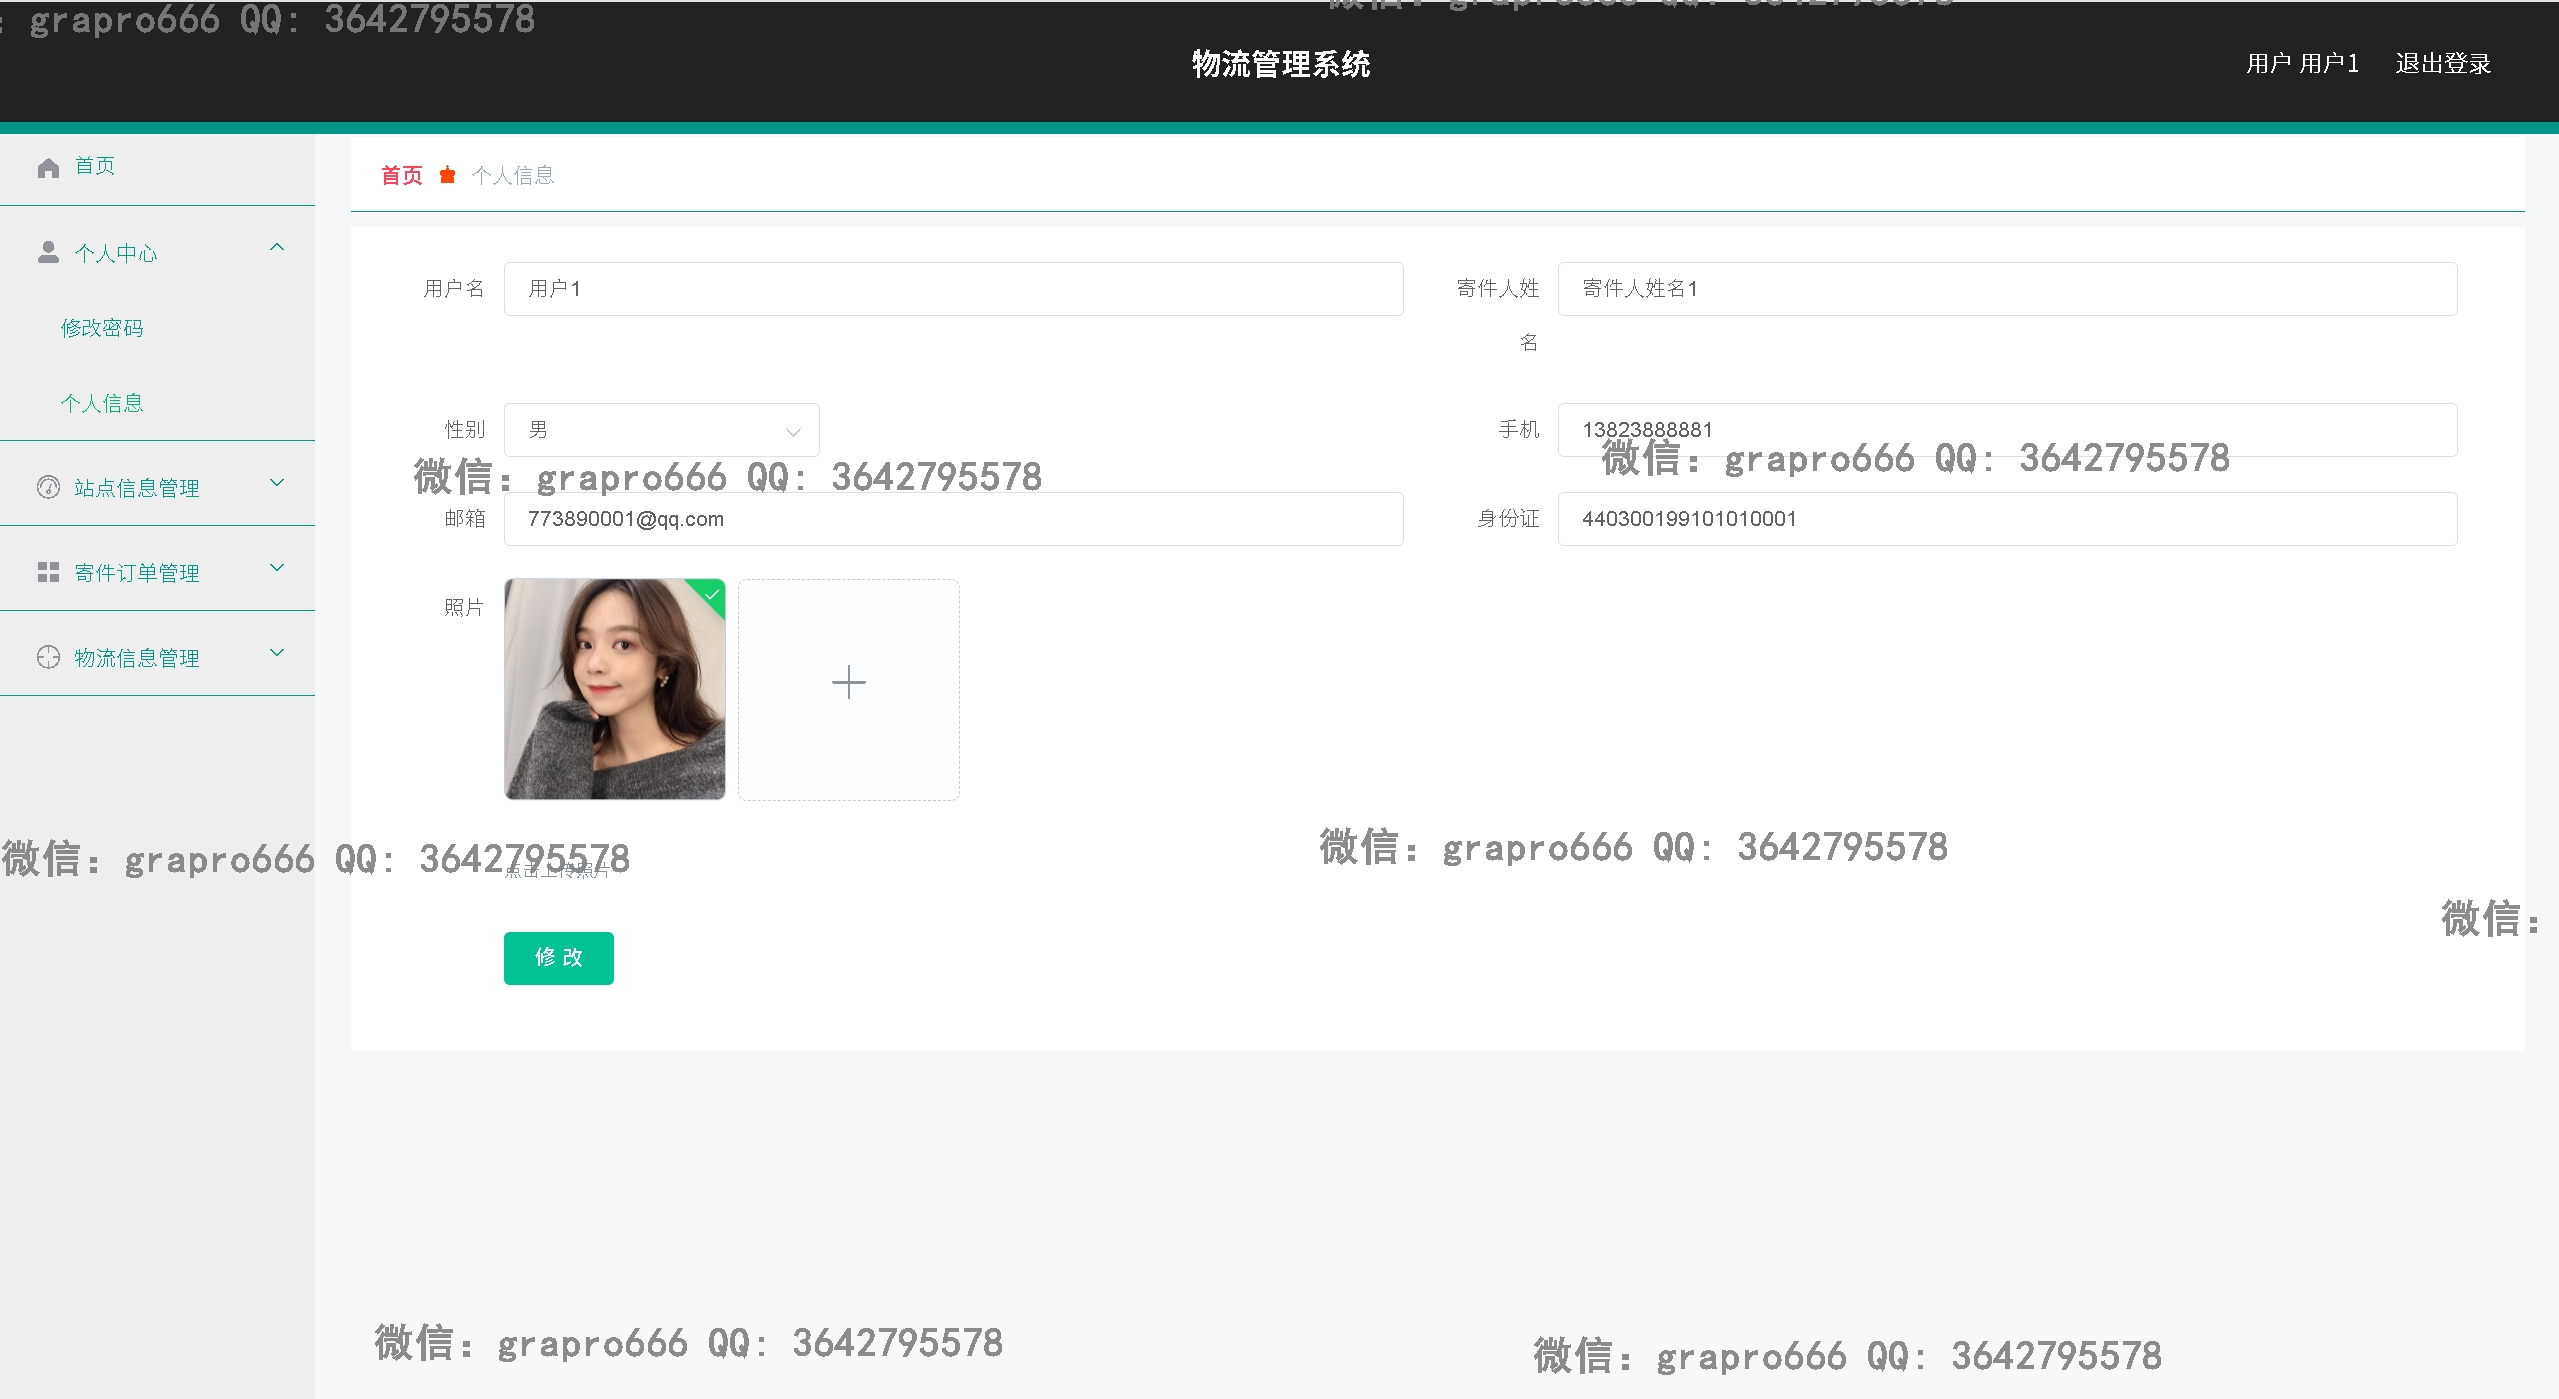 : grapro666 QQ: 3642795578
微信: grapro666 QQ: 3642795578
物流管理系统
用户 用户1 退出登录
首页
首页 个人信息
个人中心
修改密码
个人信息
站点信息管理
寄件订单管理
物流信息管理
用户名 用户1
寄件人姓名 寄件人姓名1
性别 男
手机 13823888881
微信: grapro666 QQ: 3642795578
微信: grapro666 QQ: 3642795578
邮箱 773890001@qq.com
身份证 440300199101010001
照片
微信: grapro666 QQ: 3642795578
微信: grapro666 QQ: 3642795578
点击上传照片
微信:
修改
微信: grapro666 QQ: 3642795578
微信: grapro666 QQ: 3642795578